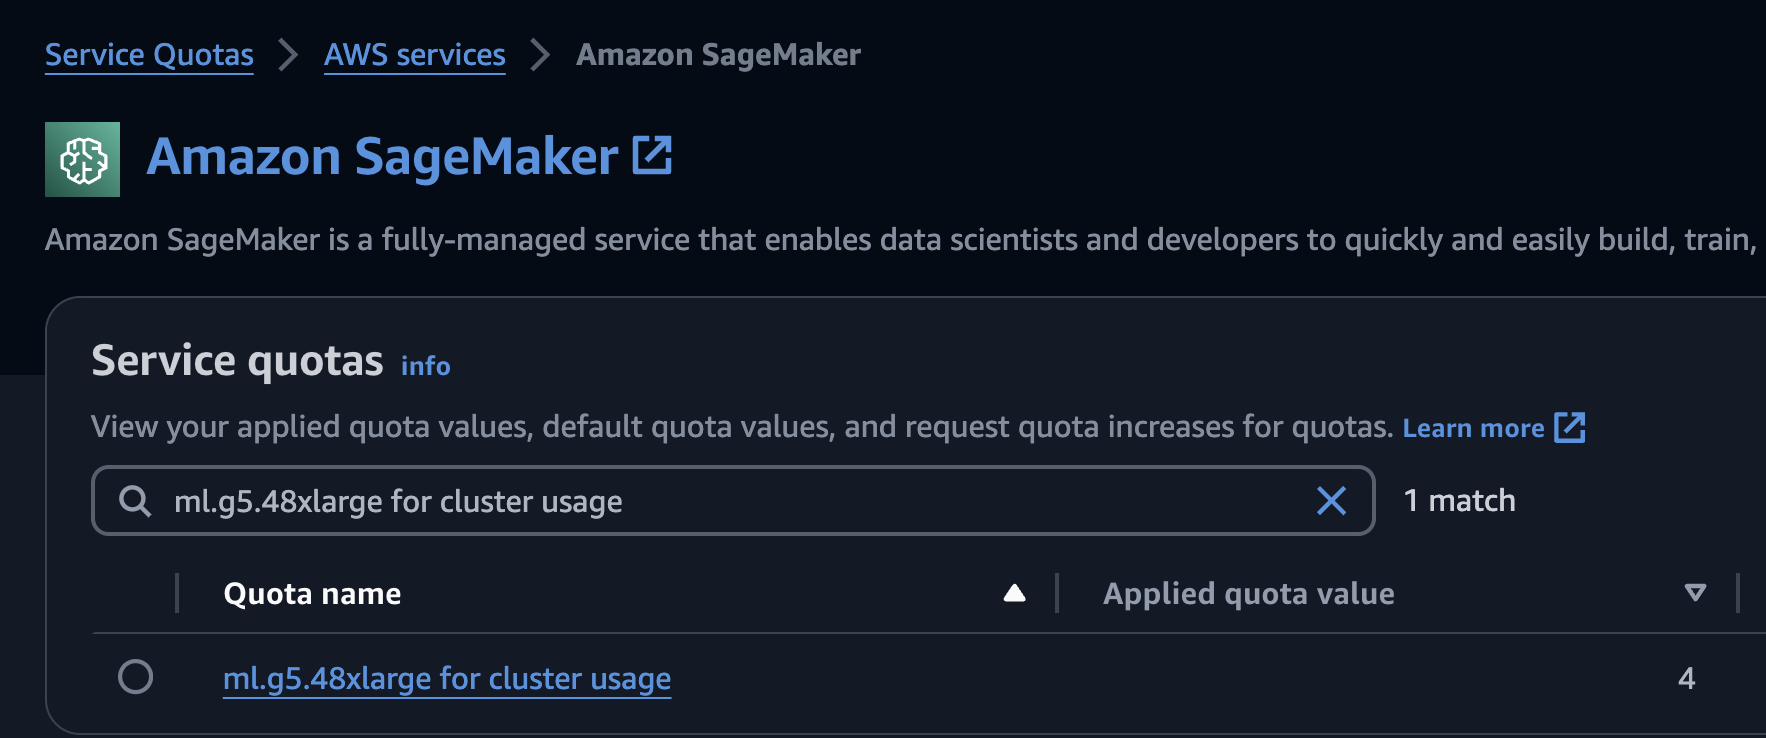 Service Quotas > AWS services > Amazon SageMaker
Amazon SageMaker
Amazon SageMaker is a fully-managed service that enables data scientists and developers to quickly and easily build, train,
Service quotas info
View your applied quota values, default quota values, and request quota increases for quotas. Learn more
ml.g5.48xlarge for cluster usage 1 match
Quota name Applied quota value
ml.g5.48xlarge for cluster usage 4